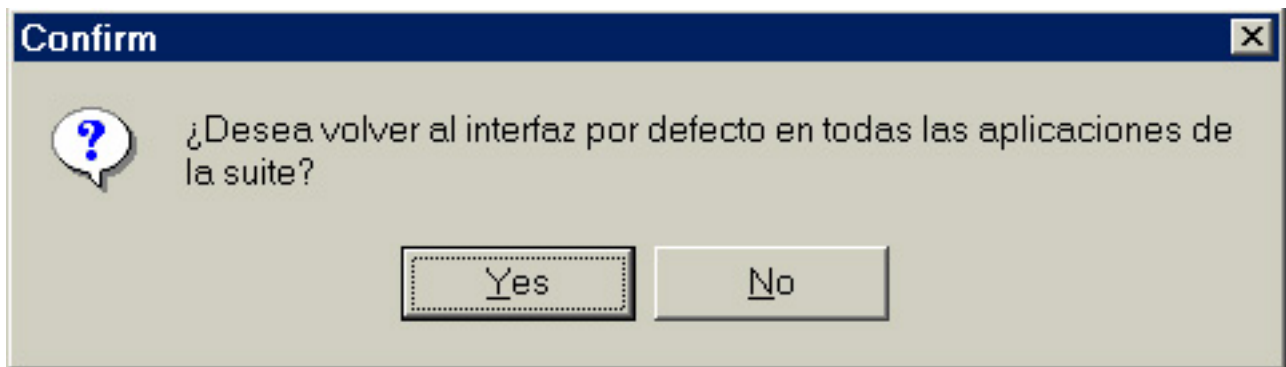 Confirm
¿Desea volver al interfaz por defecto en todas las aplicaciones de
la suite?
Yes
No